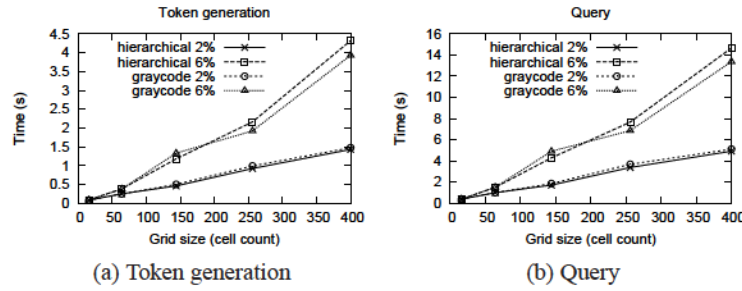 Token generation
4.5
4
3.5
3
2.5
2
1.5
1
0.5
0
Time (s)
hierarchical 2%
hierarchical 6%
graycode 2%
graycode 6%
0 50 100 150 200 250 300 350 400
Grid size (cell count)
(a) Token generation
Query
16
14
12
10
8
6
4
2
0
Time (s)
hierarchical 2%
hierarchical 6%
graycode 2%
graycode 6%
0 50 100 150 200 250 300 350 400
Grid size (cell count)
(b) Query